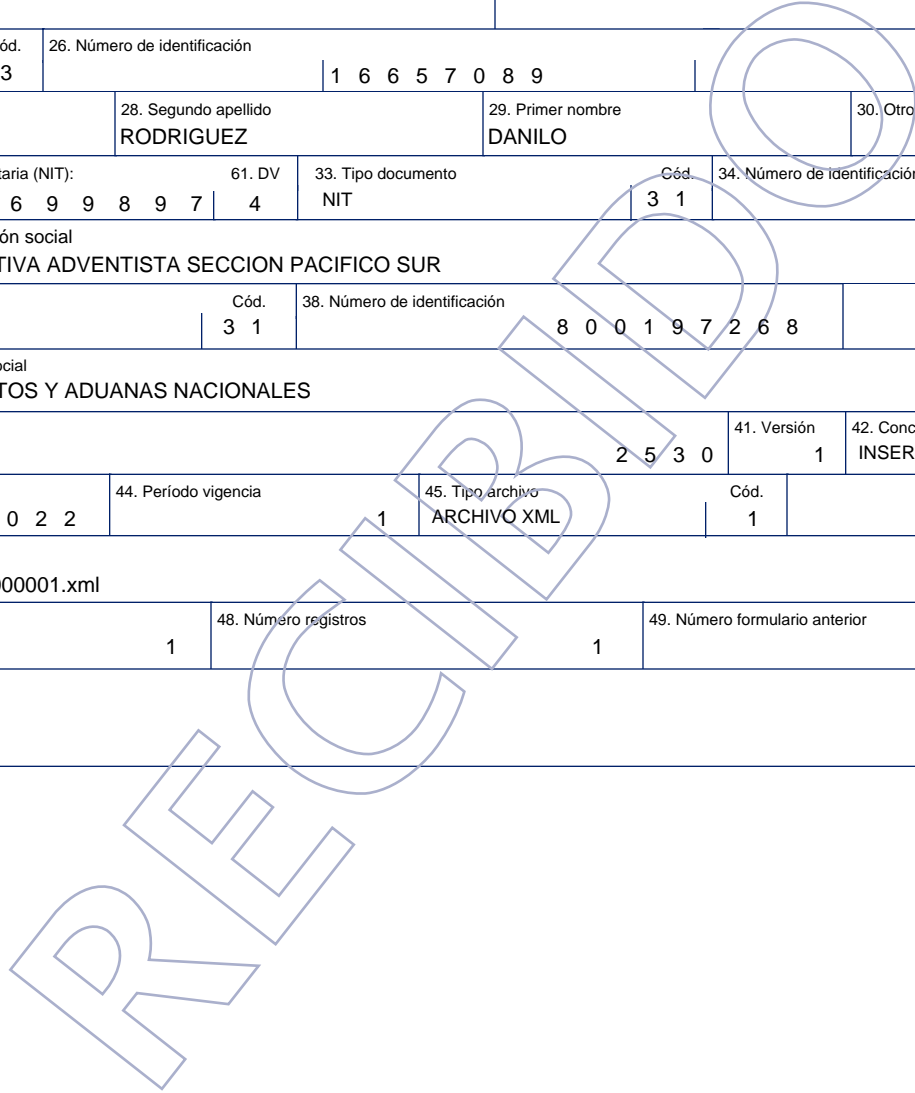 ód. 26. Número de identificación
3 1 6 6 5 7 0 8 9
28. Segundo apellido 29. Primer nombre 30. Otro
RODRIGUEZ DANILO
taria (NIT): 61. DV 33. Tipo documento Cód. 34. Número de identificación
6 9 9 8 9 7 4 NIT 3 1
ón social
TIVA ADVENTISTA SECCION PACIFICO SUR
Cód. 38. Número de identificación
3 1 8 0 0 1 9 7 2 6 8
ocial
TOS Y ADUANAS NACIONALES
41. Versión 42. Conc
2 5 3 0 1 INSER
44. Período vigencia 45. Tipo archivo Cód.
0 2 2 1 ARCHIVO XML 1
000001.xml
48. Número registros 49. Número formulario anterior
1 1
RECIBIDO